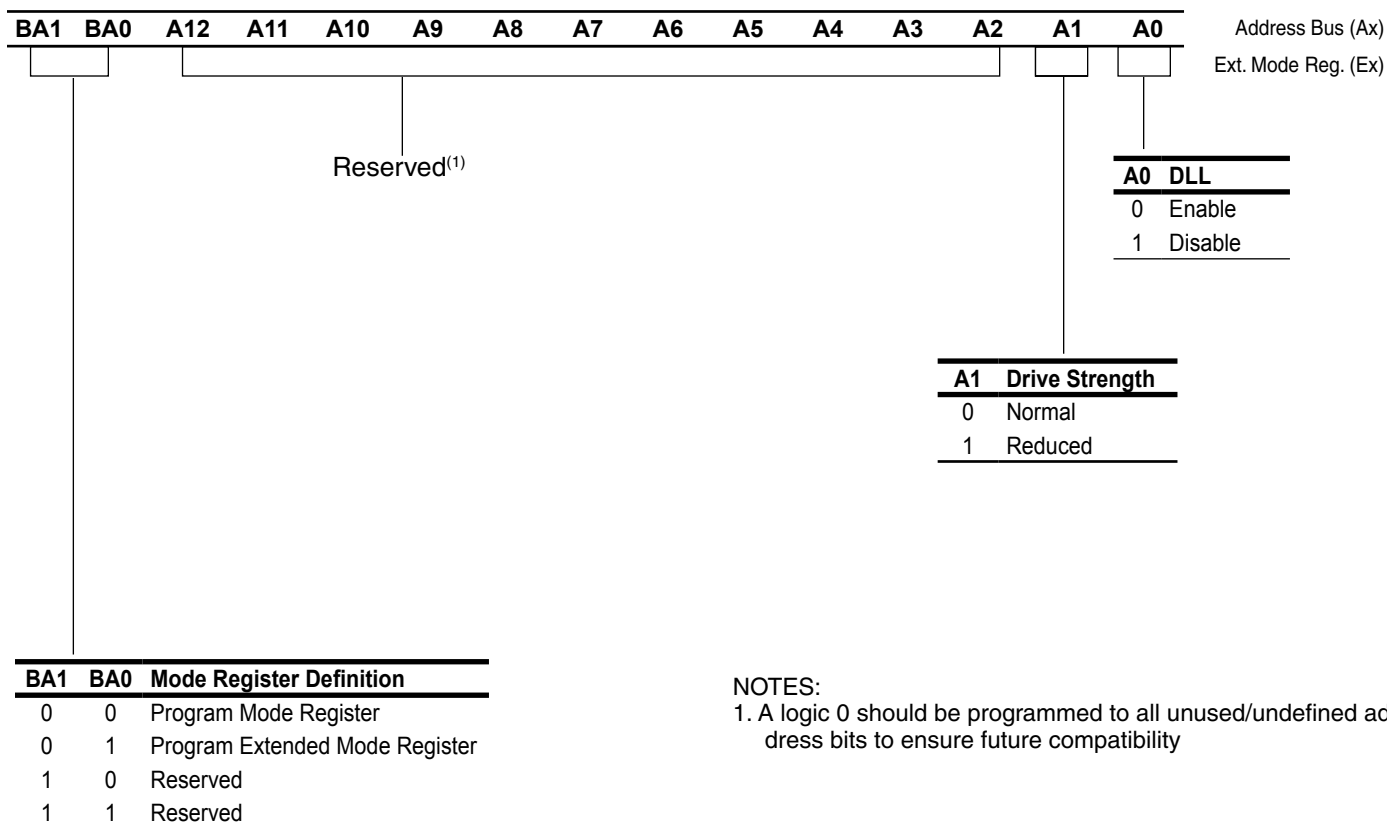 BA1 BA0 A12 A11 A10 A9 A8 A7 A6 A5 A4 A3 A2 A1 A0 Address Bus (Ax)
Ext. Mode Reg. (Ex)
Reserved(1)
A0 DLL
0 Enable
1 Disable
A1 Drive Strength
0 Normal
1 Reduced
BA1 BA0 Mode Register Definition
0 0 Program Mode Register
0 1 Program Extended Mode Register
1 0 Reserved
1 1 Reserved
NOTES:
1. A logic 0 should be programmed to all unused/undefined ad
dress bits to ensure future compatibility